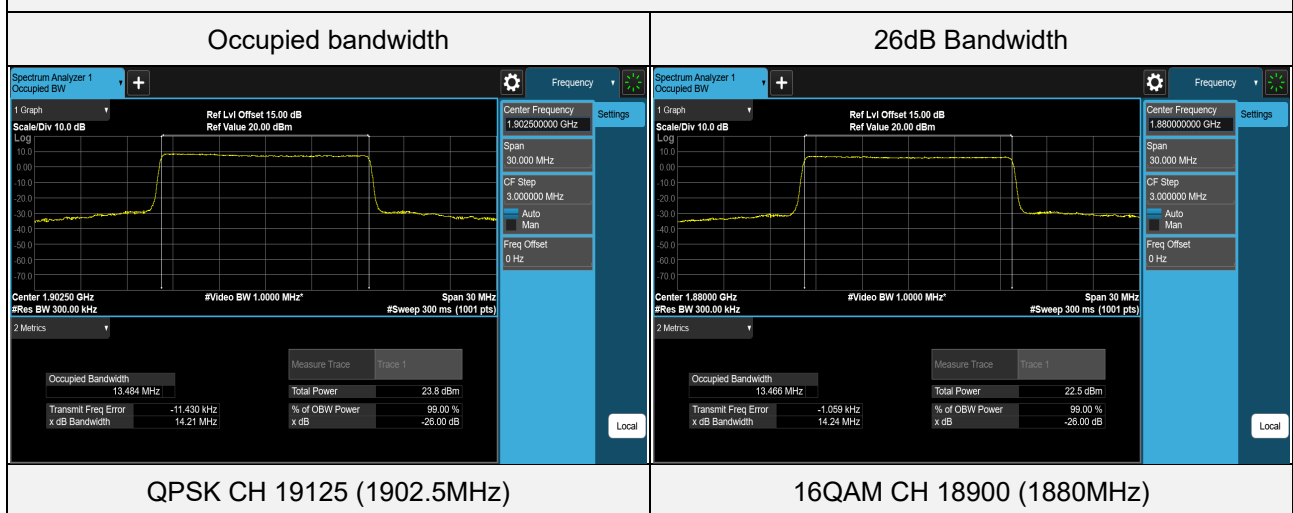 Occupied bandwidth
26dB Bandwidth
Spectrum Analyzer 1
Occupied BW
+
Frequency
1 Graph
Scale/Div 10.0 dB
Ref Lvl Offset 15.00 dB
Ref Value 20.00 dBm
Log
10.0
0.00
-10.0
-20.0
-30.0
-40.0
-50.0
-60.0
-70.0
Center 1.90250 GHz
#Video BW 1.0000 MHz*
Span 30 MHz
#Res BW 300.00 kHz
#Sweep 300 ms (1001 pts)
2 Metrics
Measure Trace
Trace 1
Occupied Bandwidth
13.484 MHz
Total Power
23.8 dBm
Transmit Freq Error
-11.430 kHz
% of OBW Power
99.00 %
x dB Bandwidth
14.21 MHz
x dB
-26.00 dB
Center Frequency
1.902500000 GHz
Settings
Span
30.000 MHz
CF Step
3.000000 MHz
Auto
Man
Freq Offset
0 Hz
Local
Spectrum Analyzer 1
Occupied BW
+
Frequency
1 Graph
Scale/Div 10.0 dB
Ref Lvl Offset 15.00 dB
Ref Value 20.00 dBm
Log
10.0
0.00
-10.0
-20.0
-30.0
-40.0
-50.0
-60.0
-70.0
Center 1.88000 GHz
#Video BW 1.0000 MHz*
Span 30 MHz
#Res BW 300.00 kHz
#Sweep 300 ms (1001 pts)
2 Metrics
Measure Trace
Trace 1
Occupied Bandwidth
13.466 MHz
Total Power
22.5 dBm
Transmit Freq Error
-1.059 kHz
% of OBW Power
99.00 %
x dB Bandwidth
14.24 MHz
x dB
-26.00 dB
Center Frequency
1.880000000 GHz
Settings
Span
30.000 MHz
CF Step
3.000000 MHz
Auto
Man
Freq Offset
0 Hz
Local
QPSK CH 19125 (1902.5MHz)
16QAM CH 18900 (1880MHz)